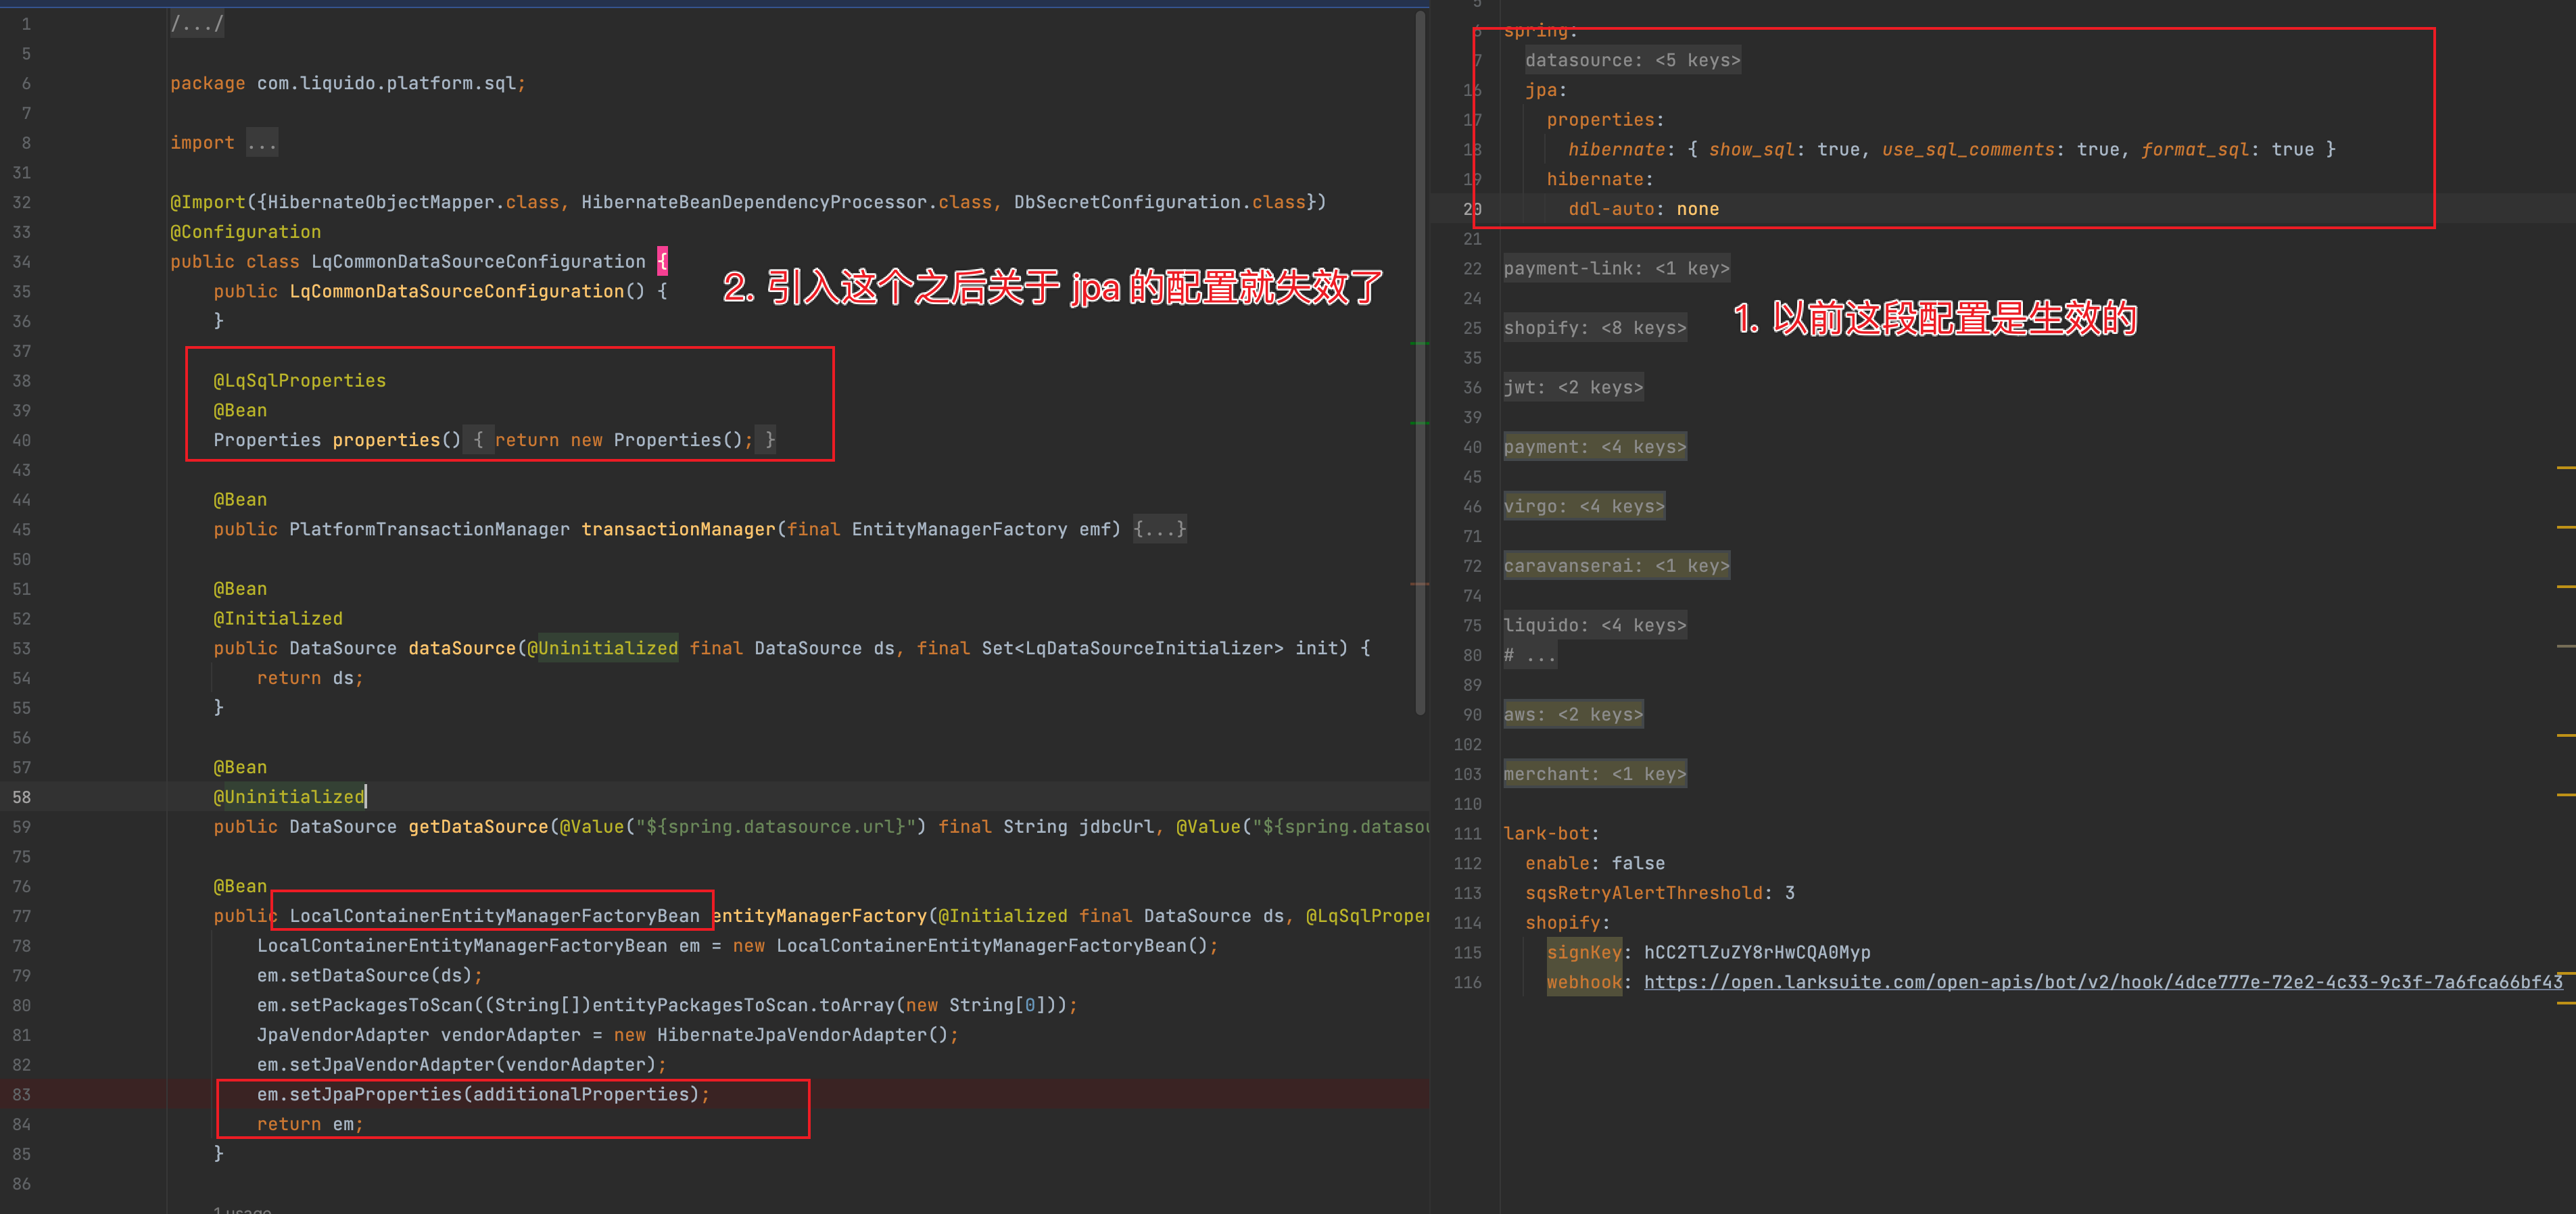 1 /.../
5
6 package com.liquido.platform.sql;
7
8 import ...
31
32 @Import({HibernateObjectMapper.class, HibernateBeanDependencyProcessor.class, DbSecretConfiguration.class})
33 @Configuration
34 public class LqCommonDataSourceConfiguration {
35 public LqCommonDataSourceConfiguration() {
2. 引入这个之后关于 jpa 的配置就失效了
36 }
37
38 @LqSqlProperties
39 @Bean
40 Properties properties() { return new Properties(); }
43
44 @Bean
45 public PlatformTransactionManager transactionManager(final EntityManagerFactory emf) {...}
50
51 @Bean
52 @Initialized
53 public DataSource dataSource(@Uninitialized final DataSource ds, final Set<LqDataSourceInitializer> init) {
54 return ds;
55 }
56
57 @Bean
58 @Uninitialized
59 public DataSource getDataSource(@Value("${spring.datasource.url}") final String jdbcUrl, @Value("${spring.datasou
75
76 @Bean
77 public LocalContainerEntityManagerFactoryBean entityManagerFactory(@Initialized final DataSource ds, @LqSqlProper
78 LocalContainerEntityManagerFactoryBean em = new LocalContainerEntityManagerFactoryBean();
79 em.setDataSource(ds);
80 em.setPackagesToScan((String[])entityPackagesToScan.toArray(new String[0]));
81 JpaVendorAdapter vendorAdapter = new HibernateJpaVendorAdapter();
82 em.setJpaVendorAdapter(vendorAdapter);
83 em.setJpaProperties(additionalProperties);
84 return em;
85 }
86
1 usage
5
6 spring:
7 datasource: <5 keys>
16 jpa:
17 properties:
18 hibernate: { show_sql: true, use_sql_comments: true, format_sql: true }
19 hibernate:
20 ddl-auto: none
21
22 payment-link: <1 key>
24
1. 以前这段配置是生效的
25 shopify: <8 keys>
35
36 jwt: <2 keys>
39
40 payment: <4 keys>
45
46 virgo: <4 keys>
71
72 caravanserai: <1 key>
74
75 liquido: <4 keys>
80 # ...
89
90 aws: <2 keys>
102
103 merchant: <1 key>
110
111 lark-bot:
112 enable: false
113 sqsRetryAlertThreshold: 3
114 shopify:
115 signKey: hCC2TlZuZY8rHwCQA0Myp
116 webhook: https://open.larksuite.com/open-apis/bot/v2/hook/4dce777e-72e2-4c33-9c3f-7a6fca66bf43